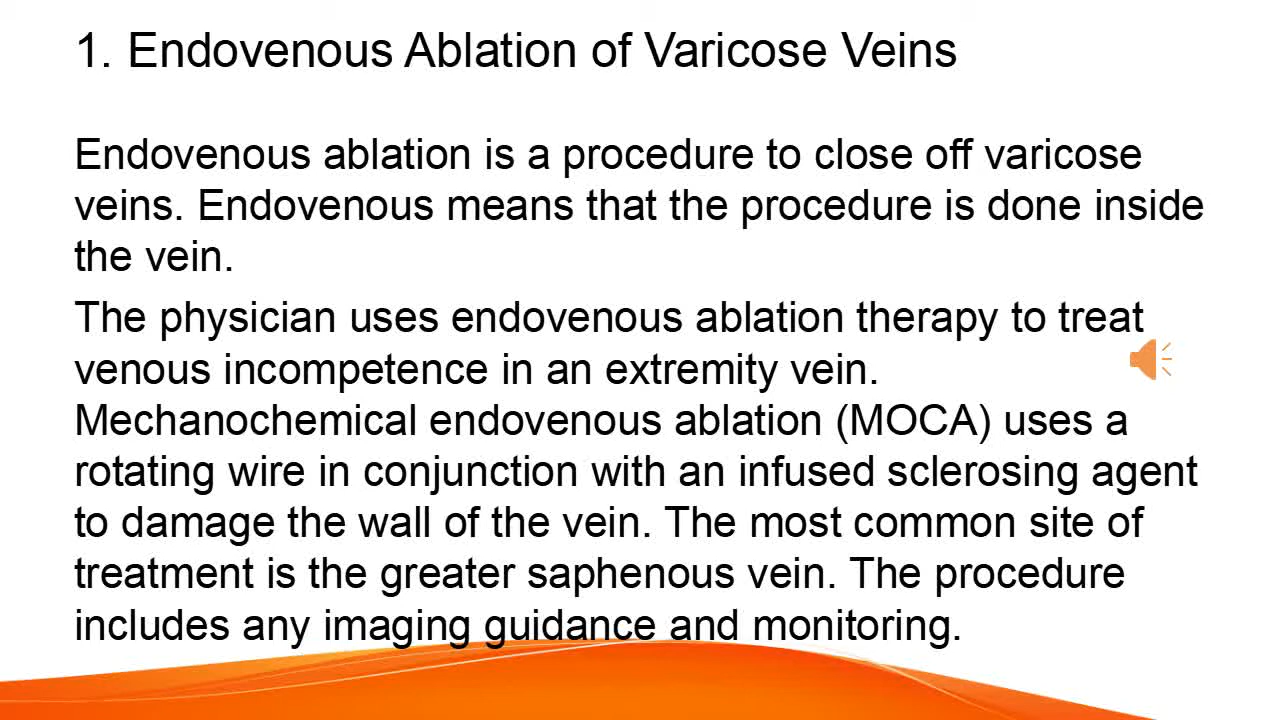 1. Endovenous Ablation of Varicose Veins
Endovenous ablation is a procedure to close off varicose
veins. Endovenous means that the procedure is done inside
the vein.
The physician uses endovenous ablation therapy to treat
venous incompetence in an extremity vein.
Mechanochemical endovenous ablation (MOCA) uses a
rotating wire in conjunction with an infused sclerosing agent
to damage the wall of the vein. The most common site of
treatment is the greater saphenous vein. The procedure
includes any imaging guidance and monitoring.